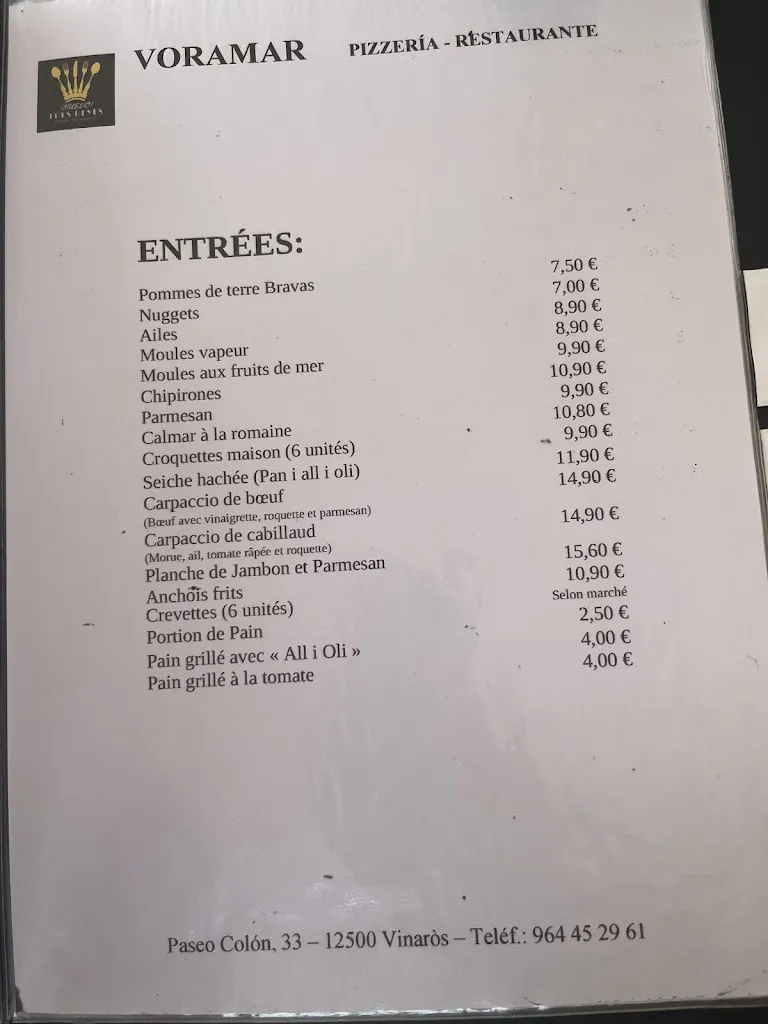 VORAMAR PIZZERÍA - RESTAURANTE
¡NUEVO!
TRES REYES
ENTRÉES:
Pommes de terre Bravas 7,50 €
Nuggets 7,00 €
Ailes 8,90 €
Moules vapeur 8,90 €
Moules aux fruits de mer 9,90 €
Chipirones 10,90 €
Parmesan 9,90 €
Calmar à la romaine 10,80 €
Croquettes maison (6 unités) 9,90 €
Seiche hachée (Pan i all i oli) 11,90 €
Carpaccio de bœuf 14,90 €
(Bœuf avec vinaigrette, roquette et parmesan)
Carpaccio de cabillaud 14,90 €
(Morue, ail, tomate râpée et roquette)
Planche de Jambon et Parmesan 15,60 €
Anchois frits 10,90 €
Crevettes (6 unités) Selon marché
Portion de Pain 2,50 €
Pain grillé avec « All i Oli » 4,00 €
Pain grillé à la tomate 4,00 €
Paseo Colón, 33 – 12500 Vinaròs – Teléf.: 964 45 29 61